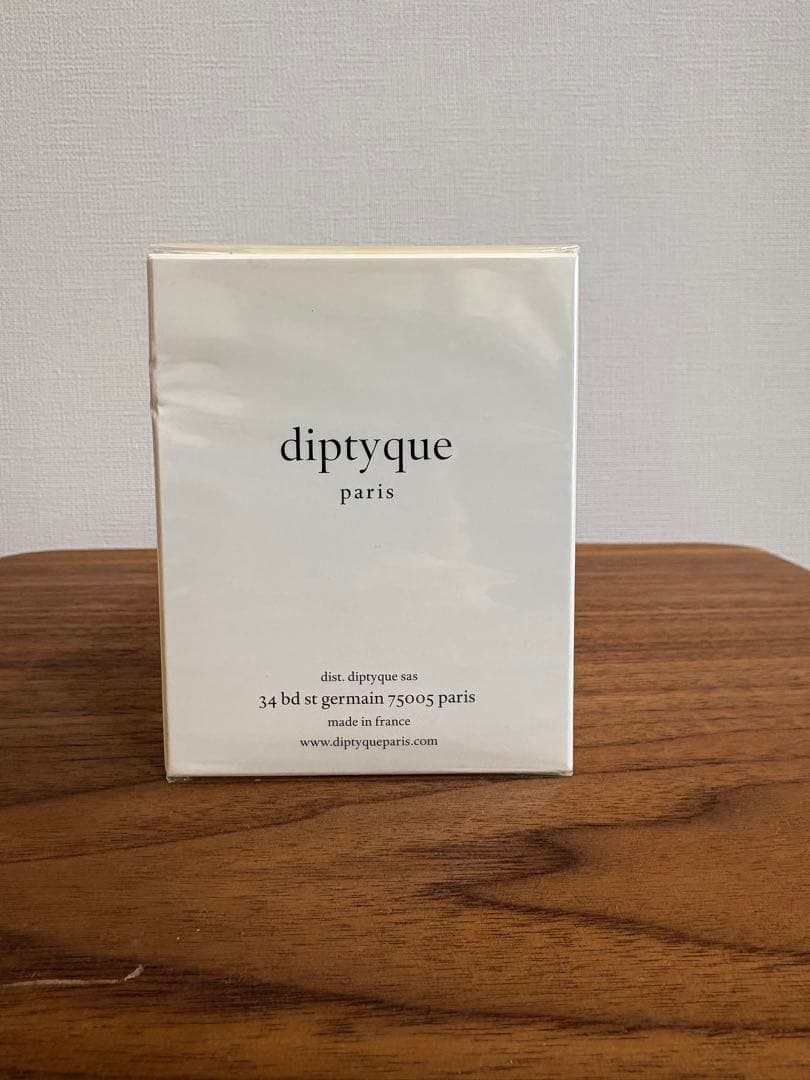 diptyque
paris
dist. diptyque sas
34 bd st germain 75005 paris
made in france
www.diptyqueparis.com